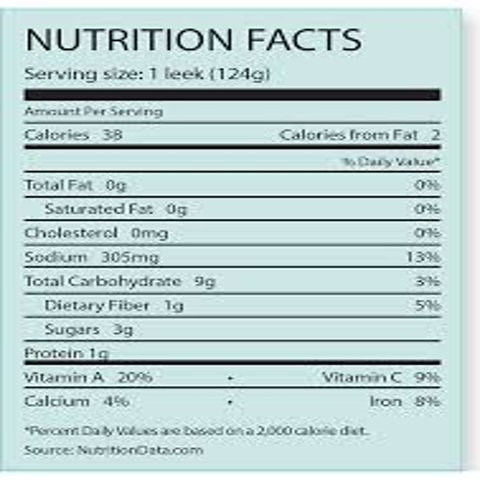 NUTRITION FACTS
Serving size: 1 leek (124g)
Amount Per Serving
Calories 38 Calories from Fat 2
% Daily Value*
Total Fat 0g 0%
Saturated Fat 0g 0%
Cholesterol 0mg 0%
Sodium 305mg 13%
Total Carbohydrate 9g 3%
Dietary Fiber 1g 5%
Sugars 3g
Protein 1g
Vitamin A 20% • Vitamin C 9%
Calcium 4% • Iron 8%
*Percent Daily Values are based on a 2,000 calorie diet.
Source: NutritionData.com